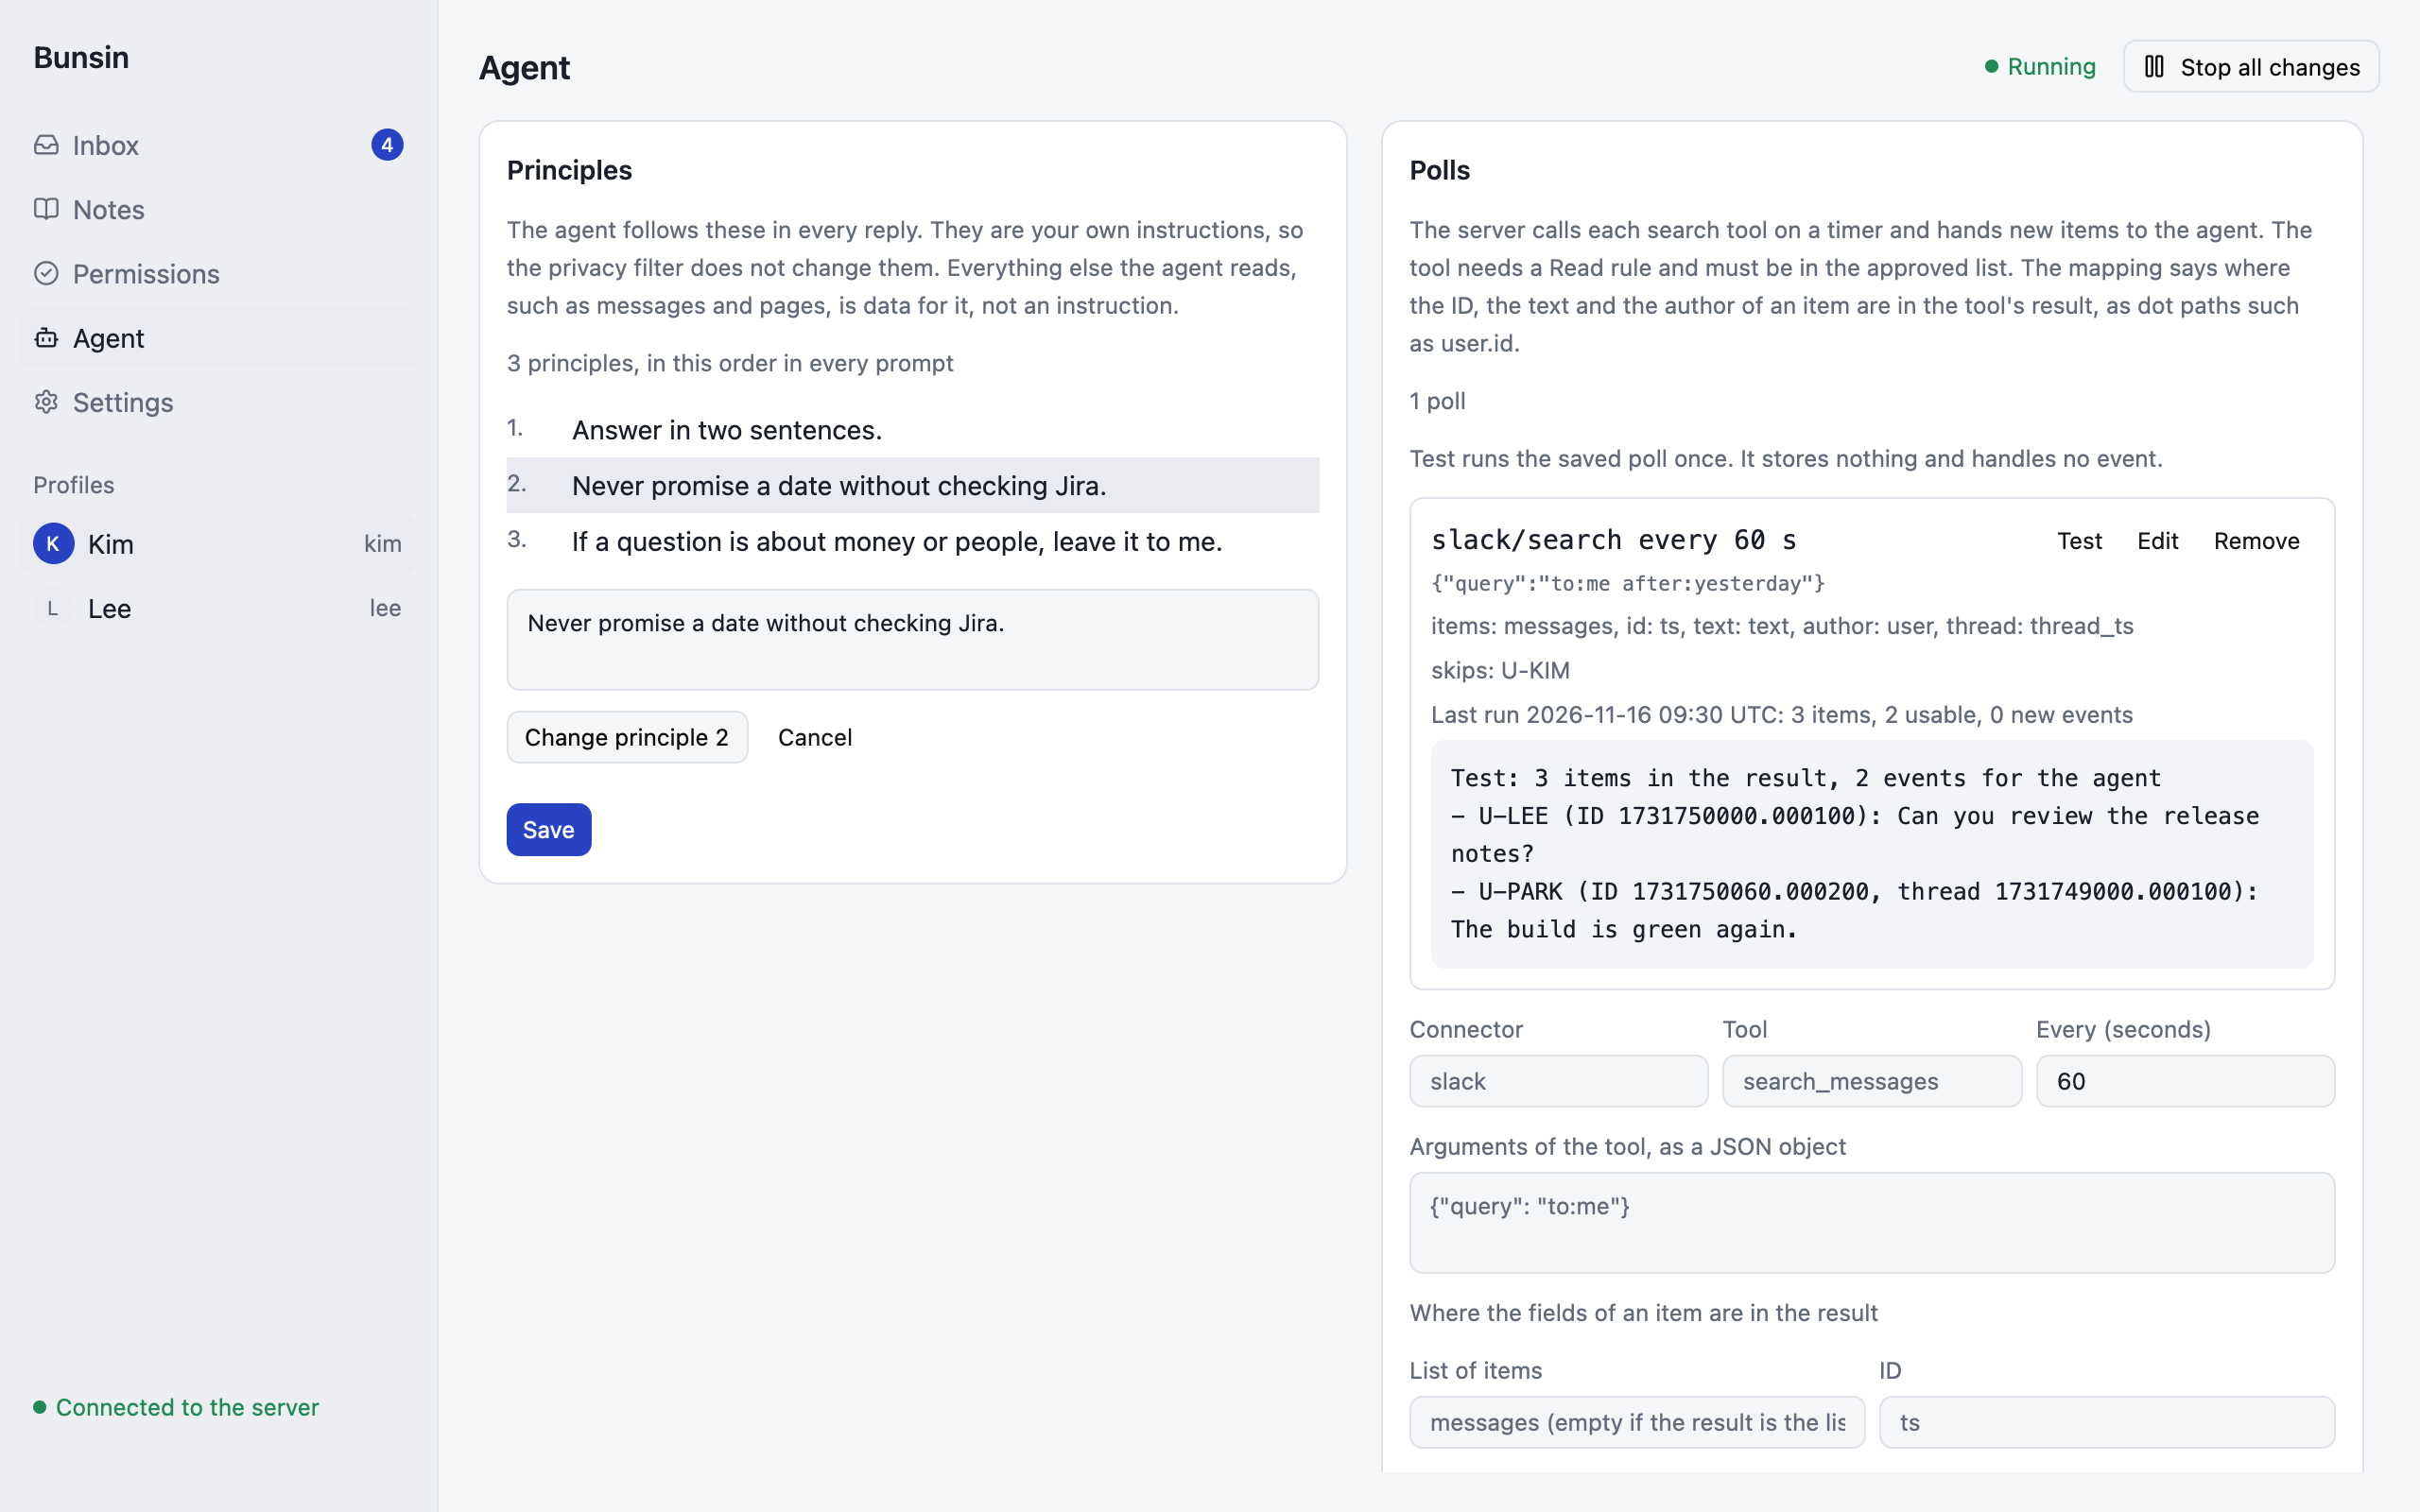 Bunsin
Inbox
4
Notes
Permissions
Agent
Settings
Profiles
K
Kim
kim
L
Lee
lee
Connected to the server
Agent
Running
Stop all changes
Principles
The agent follows these in every reply. They are your own instructions, so
the privacy filter does not change them. Everything else the agent reads,
such as messages and pages, is data for it, not an instruction.
3 principles, in this order in every prompt
1. Answer in two sentences.
2. Never promise a date without checking Jira.
3. If a question is about money or people, leave it to me.
Never promise a date without checking Jira.
Change principle 2
Cancel
Save
Polls
The server calls each search tool on a timer and hands new items to the agent. The
tool needs a Read rule and must be in the approved list. The mapping says where
the ID, the text and the author of an item are in the tool's result, as dot paths such
as user.id.
1 poll
Test runs the saved poll once. It stores nothing and handles no event.
slack/search every 60 s
Test
Edit
Remove
{"query":"to:me after:yesterday"}
items: messages, id: ts, text: text, author: user, thread: thread_ts
skips: U-KIM
Last run 2026-11-16 09:30 UTC: 3 items, 2 usable, 0 new events
Test: 3 items in the result, 2 events for the agent
- U-LEE (ID 1731750000.000100): Can you review the release
notes?
- U-PARK (ID 1731750060.000200, thread 1731749000.000100):
The build is green again.
Connector
Tool
Every (seconds)
slack
search_messages
60
Arguments of the tool, as a JSON object
{"query": "to:me"}
Where the fields of an item are in the result
List of items
ID
messages (empty if the result is the lis
ts